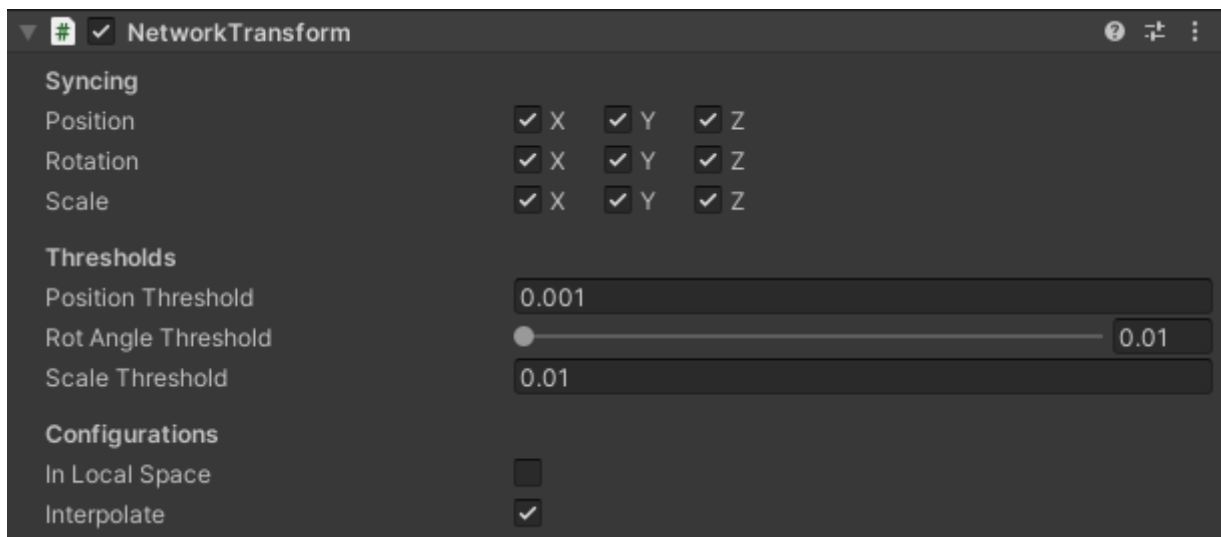 # NetworkTransform
Syncing
Position X Y Z
Rotation X Y Z
Scale X Y Z
Thresholds
Position Threshold 0.001
Rot Angle Threshold 0.01
Scale Threshold 0.01
Configurations
In Local Space
Interpolate